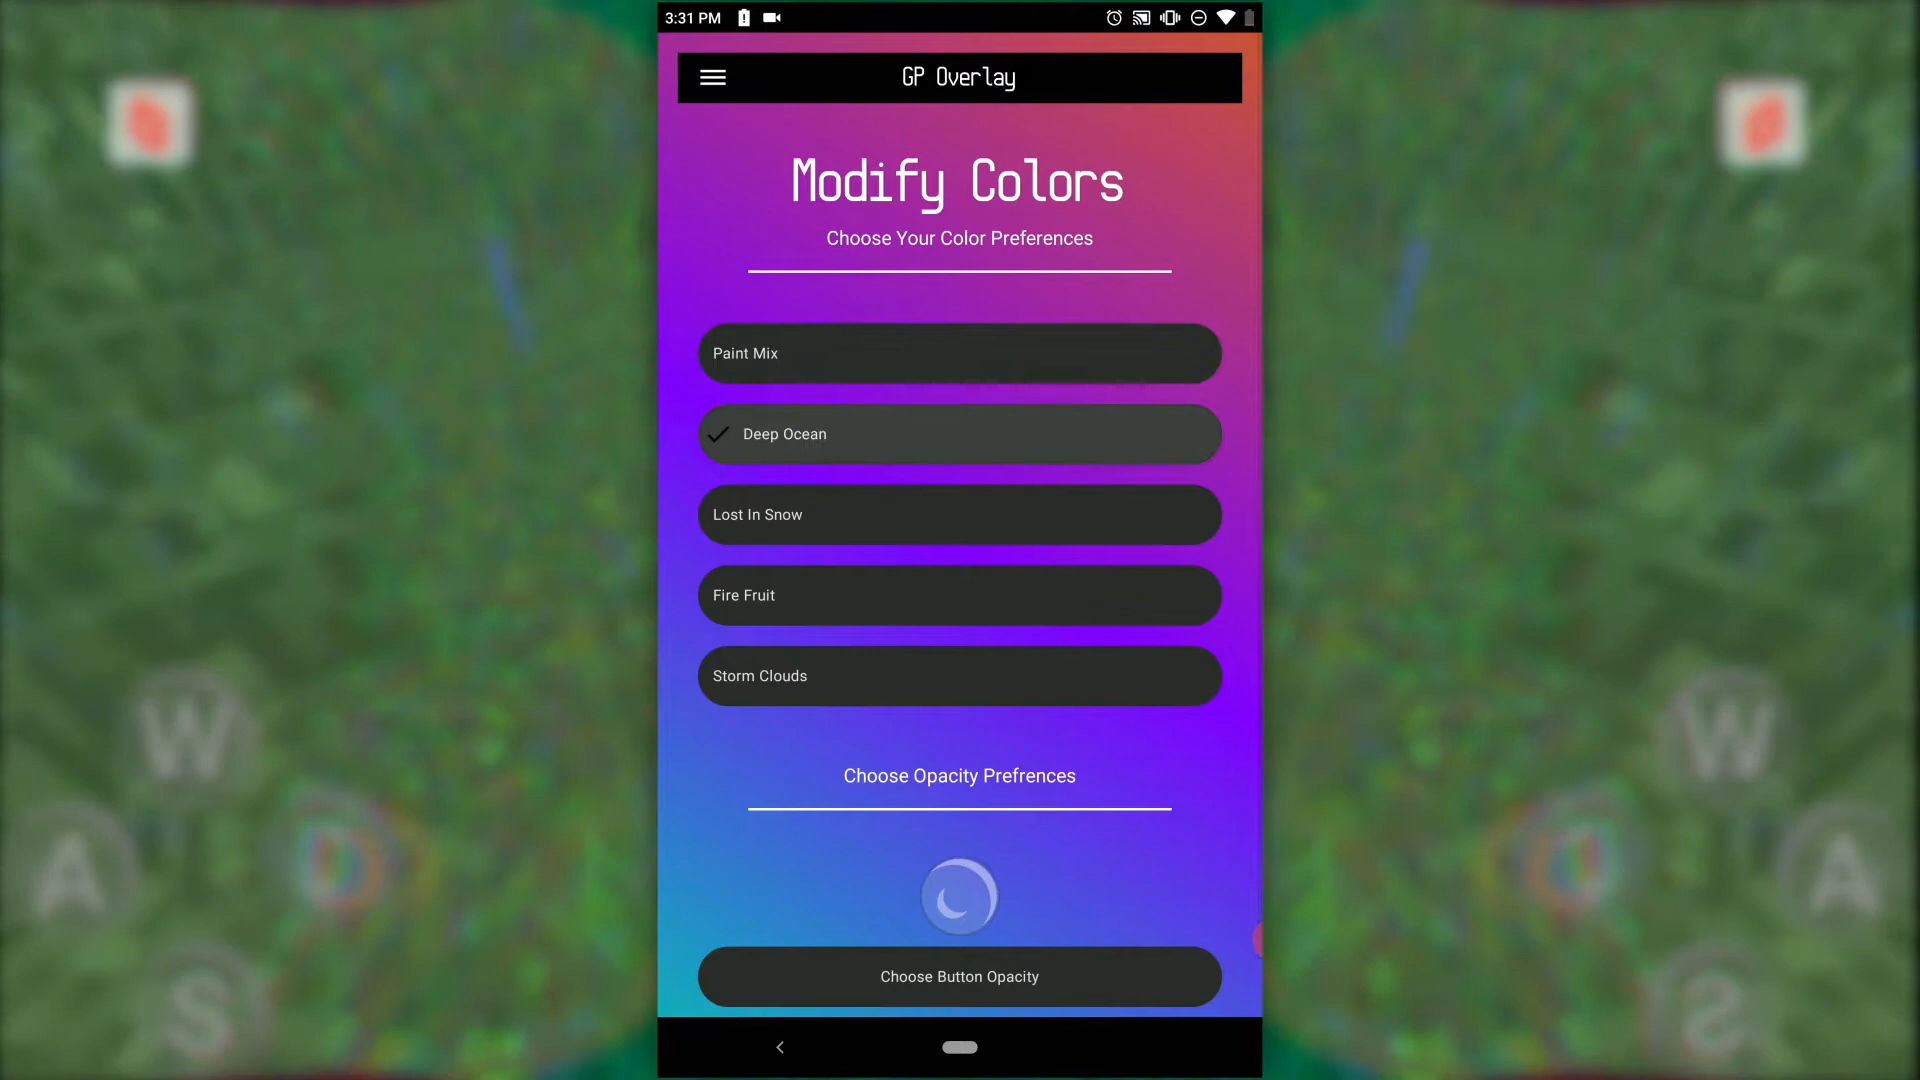 3:31 PM
GP Overlay
Modify Colors
Choose Your Color Preferences
Paint Mix
Deep Ocean
Lost In Snow
Fire Fruit
Storm Clouds
Choose Opacity Prefrences
Choose Button Opacity
W
A
D
S
W
A
D
S